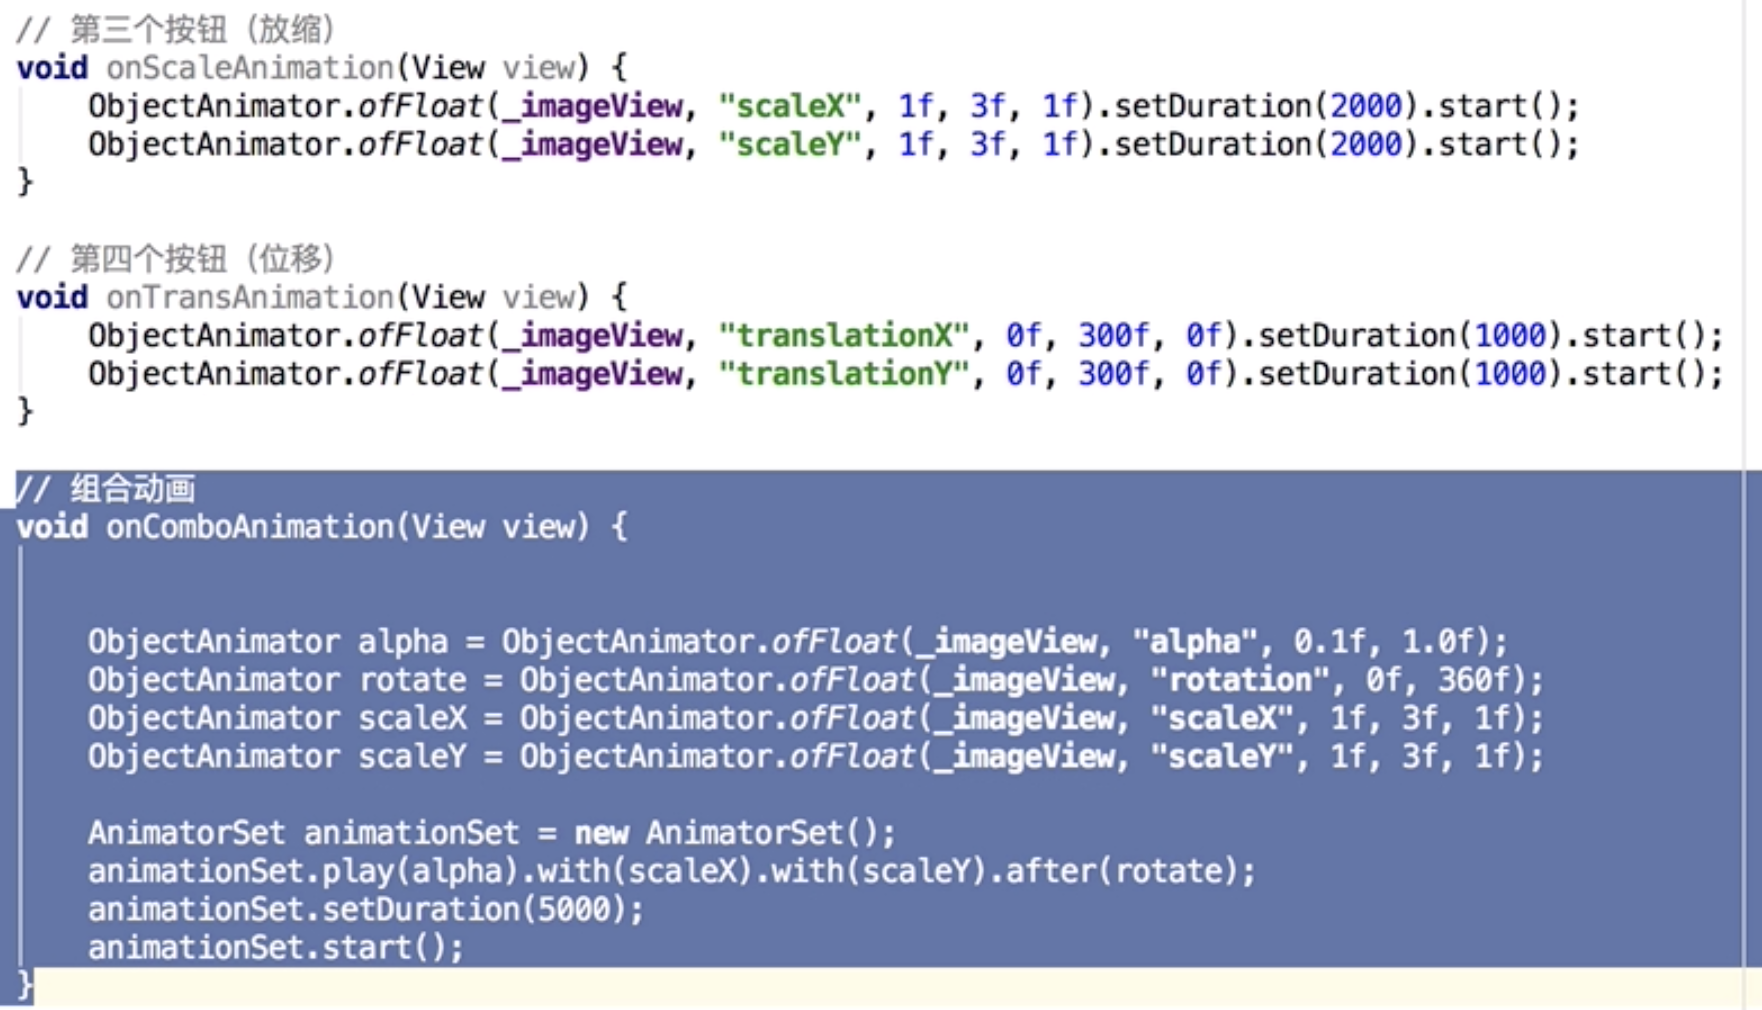 // 第三个按钮（放缩）
void onScaleAnimation(View view) {
    ObjectAnimator.ofFloat(_imageView, "scaleX", 1f, 3f, 1f).setDuration(2000).start();
    ObjectAnimator.ofFloat(_imageView, "scaleY", 1f, 3f, 1f).setDuration(2000).start();
}
// 第四个按钮（位移）
void onTransAnimation(View view) {
    ObjectAnimator.ofFloat(_imageView, "translationX", 0f, 300f, 0f).setDuration(1000).start();
    ObjectAnimator.ofFloat(_imageView, "translationY", 0f, 300f, 0f).setDuration(1000).start();
}
// 组合动画
void onComboAnimation(View view) {
    ObjectAnimator alpha = ObjectAnimator.ofFloat(_imageView, "alpha", 0.1f, 1.0f);
    ObjectAnimator rotate = ObjectAnimator.ofFloat(_imageView, "rotation", 0f, 360f);
    ObjectAnimator scaleX = ObjectAnimator.ofFloat(_imageView, "scaleX", 1f, 3f, 1f);
    ObjectAnimator scaleY = ObjectAnimator.ofFloat(_imageView, "scaleY", 1f, 3f, 1f);
    AnimatorSet animationSet = new AnimatorSet();
    animationSet.play(alpha).with(scaleX).with(scaleY).after(rotate);
    animationSet.setDuration(5000);
    animationSet.start();
}